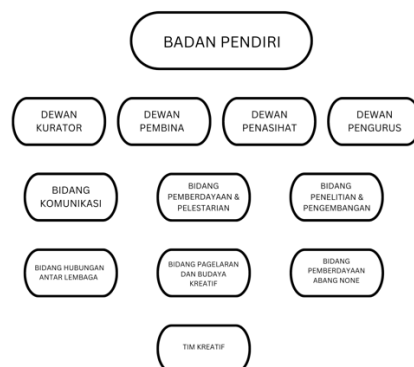 BADAN PENDIRI
DEWAN
KURATOR
DEWAN
PEMBINA
DEWAN
PENASIHAT
DEWAN
PENGURUS
BIDANG
KOMUNIKASI
BIDANG
PEMBERDAYAAN &
PELESTARIAN
BIDANG
PENELITIAN &
PENGEMBANGAN
BIDANG HUBUNGAN
ANTAR LEMBAGA
BIDANG PAGELARAN
DAN BUDAYA
KREATIF
BIDANG
PEMBERDAYAAN
ABANG NONE
TIM KREATIF